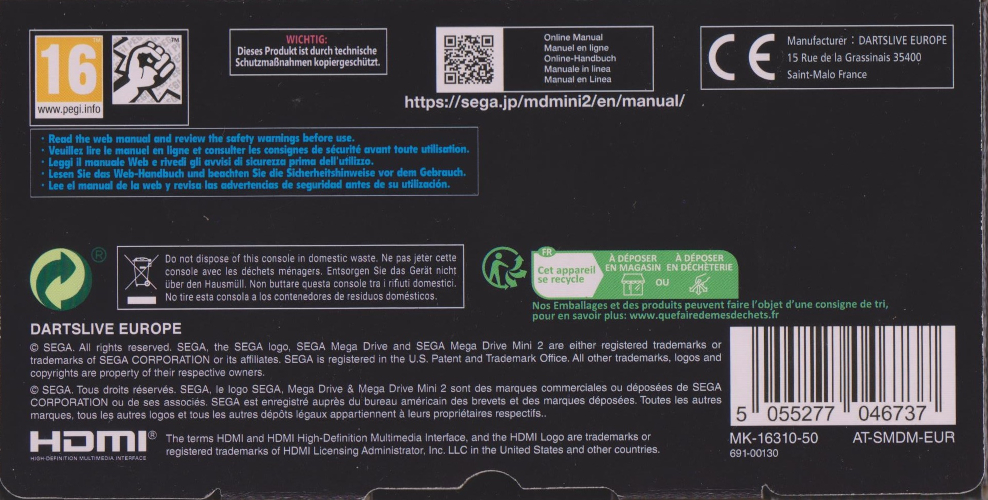 16
www.pegi.info
TM
WICHTIG:
Dieses Produkt ist durch technische
Schutzmaßnahmen kopiergeschützt.
Online Manual
Manuel en ligne
Online-Handbuch
Manuale in linea
Manual en Línea
https://sega.jp/mdmini2/en/manual/
CE
Manufacturer : DARTSLIVE EUROPE
15 Rue de la Grassinais 35400
Saint-Malo France
· Read the web manual and review the safety warnings before use.
· Veuillez lire le manuel en ligne et consulter les consignes de sécurité avant toute utilisation.
· Leggi il manuale Web e rivedi gli avvisi di sicurezza prima dell'utilizzo.
· Lesen Sie das Web-Handbuch und beachten Sie die Sicherheitshinweise vor dem Gebrauch.
· Lee el manual de la web y revisa las advertencias de seguridad antes de su utilización.
®
Do not dispose of this console in domestic waste. Ne pas jéter cette
console avec les déchets ménagers. Entsorgen Sie das Gerät nicht
über den Hausmüll. Non buttare questa console tra i rifiuti domestici.
No tire esta consola a los contenedores de residuos domésticos.
FR
Cet appareil
se recycle
À DÉPOSER
EN MAGASIN
OU
À DÉPOSER
EN DÉCHÈTERIE
Nos Emballages et des produits peuvent faire l'objet d'une consigne de tri,
pour en savoir plus: www.quefairedemesdechets.fr
DARTSLIVE EUROPE
© SEGA. All rights reserved. SEGA, the SEGA logo, SEGA Mega Drive and SEGA Mega Drive Mini 2 are either registered trademarks or
trademarks of SEGA CORPORATION or its affiliates. SEGA is registered in the U.S. Patent and Trademark Office. All other trademarks, logos and
copyrights are property of their respective owners.
© SEGA. Tous droits réservés. SEGA, le logo SEGA, Mega Drive & Mega Drive Mini 2 sont des marques commerciales ou déposées de SEGA
CORPORATION ou de ses associés. SEGA est enregistré auprès du bureau américain des brevets et des marques déposées. Toutes les autres
marques, tous les autres logos et tous les autres dépôts légaux appartiennent à leurs propriétaires respectifs..
HDMI®
HIGH-DEFINITION MULTIMEDIA INTERFACE
The terms HDMI and HDMI High-Definition Multimedia Interface, and the HDMI Logo are trademarks or
registered trademarks of HDMI Licensing Administrator, Inc. LLC in the United States and other countries.
5 055277 046737
MK-16310-50 AT-SMDM-EUR
691-00130